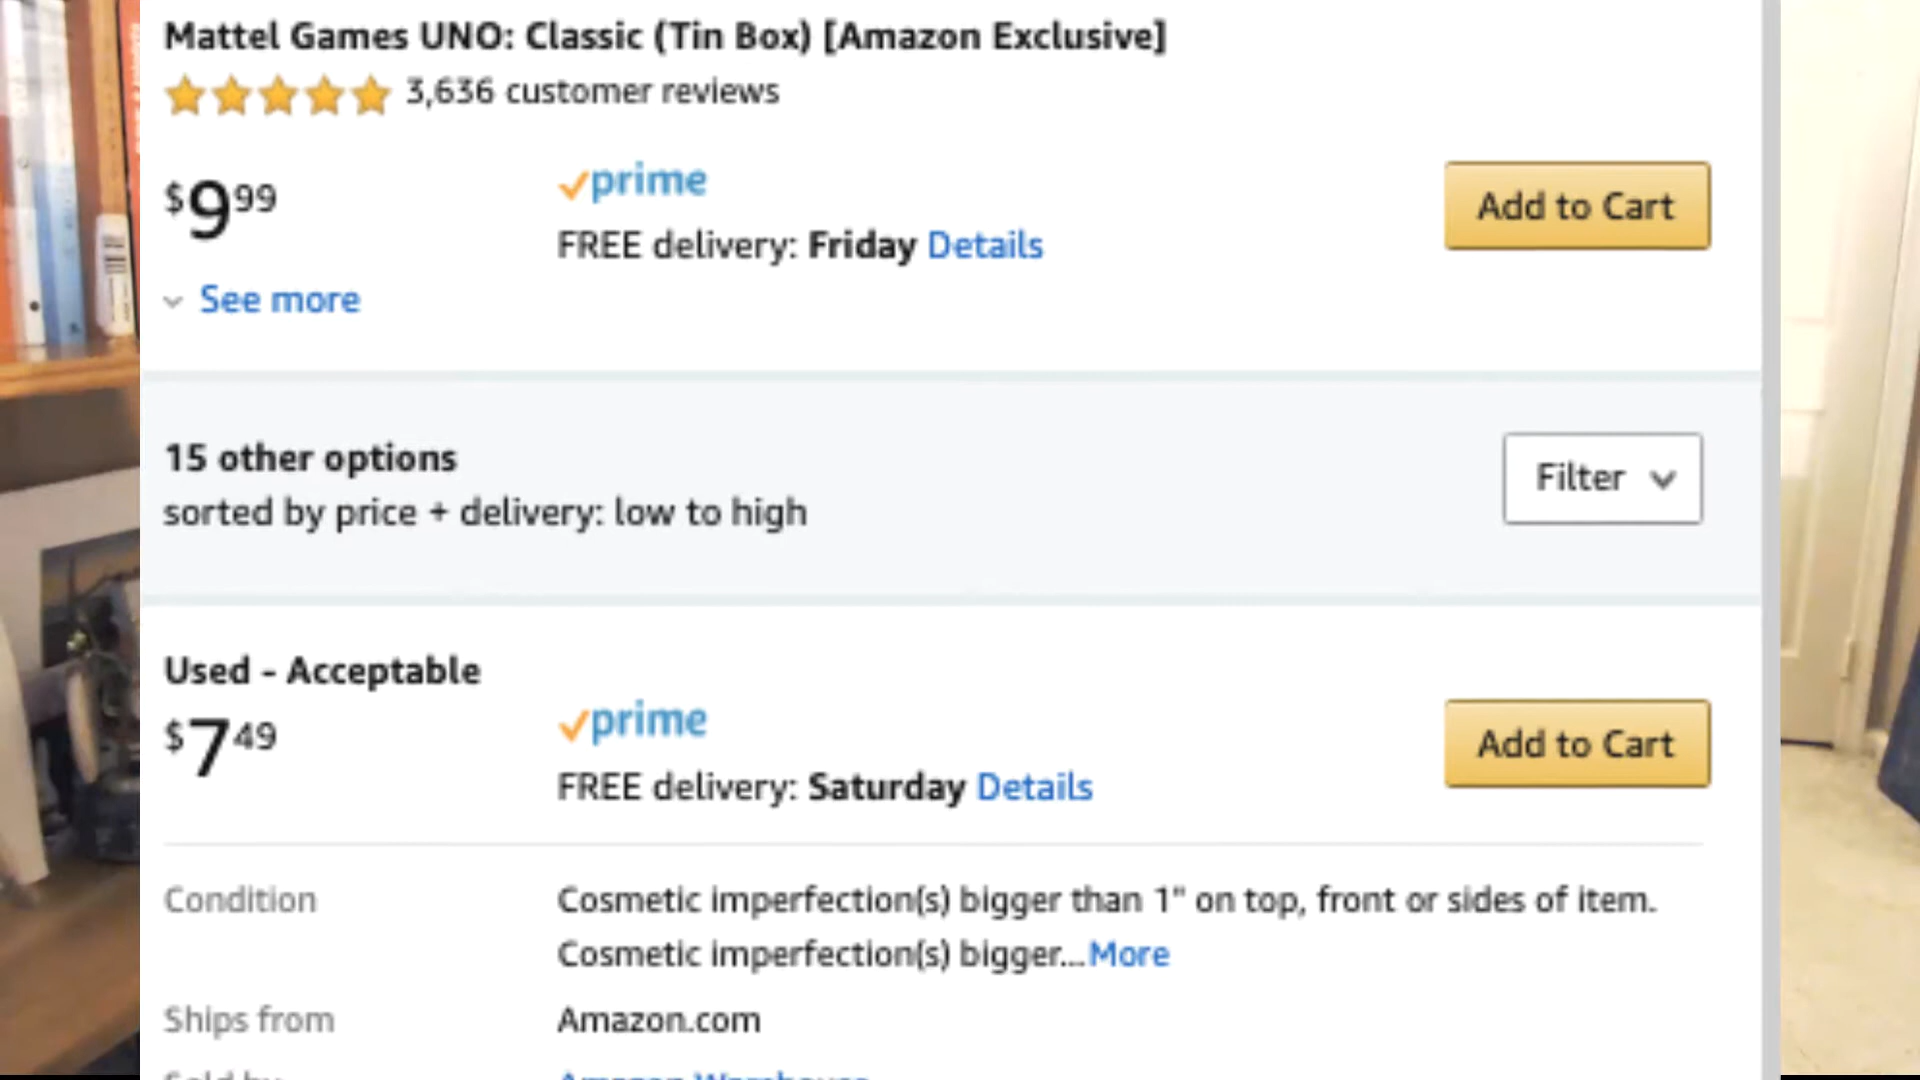 Mattel Games UNO: Classic (Tin Box) [Amazon Exclusive]
3,636 customer reviews
$9.99
prime
Add to Cart
FREE delivery: Friday Details
See more
15 other options
sorted by price + delivery: low to high
Filter
Used - Acceptable
$7.49
prime
Add to Cart
FREE delivery: Saturday Details
Condition
Cosmetic imperfection(s) bigger than 1" on top, front or sides of item.
Cosmetic imperfection(s) bigger...More
Ships from
Amazon.com